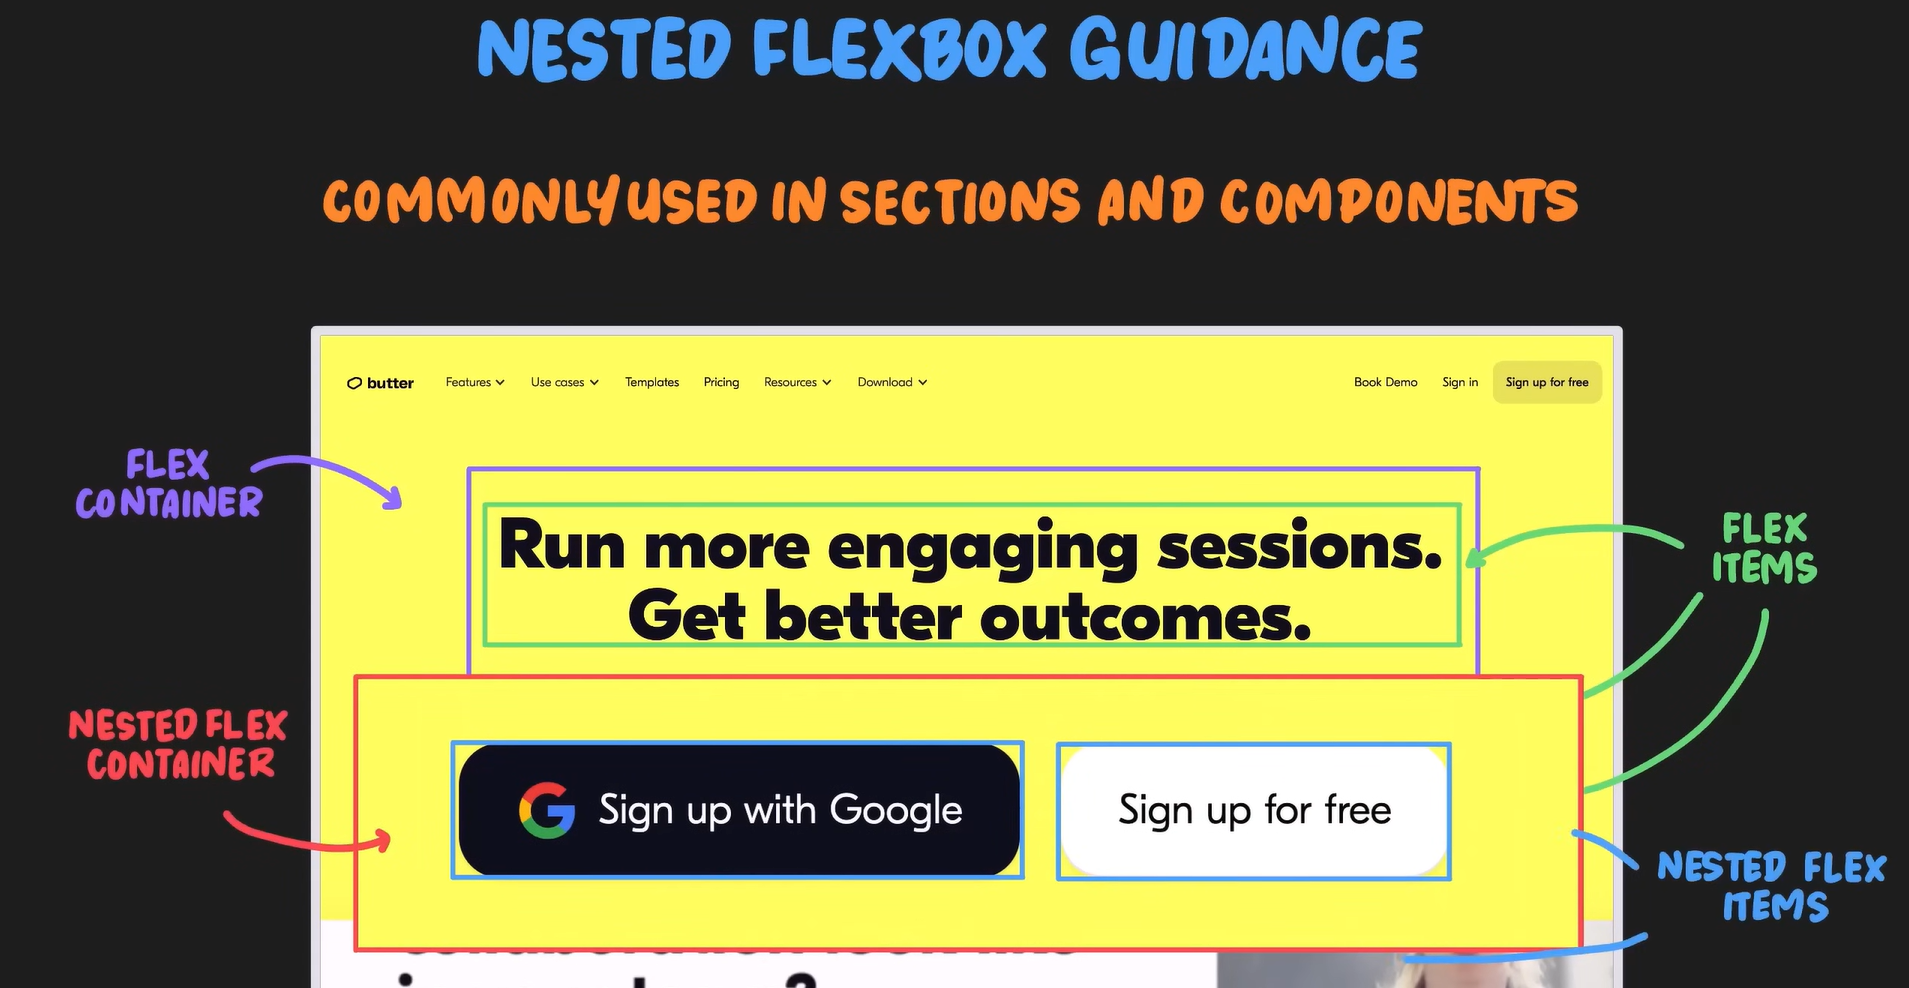 NESTED FLEXBOX GUIDANCE
COMMONLY USED IN SECTIONS AND COMPONENTS
butter Features Use cases Templates Pricing Resources Download Book Demo Sign in Sign up for free
FLEX
CONTAINER
Run more engaging sessions.
Get better outcomes.
FLEX
ITEMS
NESTED FLEX
CONTAINER
Sign up with Google
Sign up for free
NESTED FLEX
ITEMS